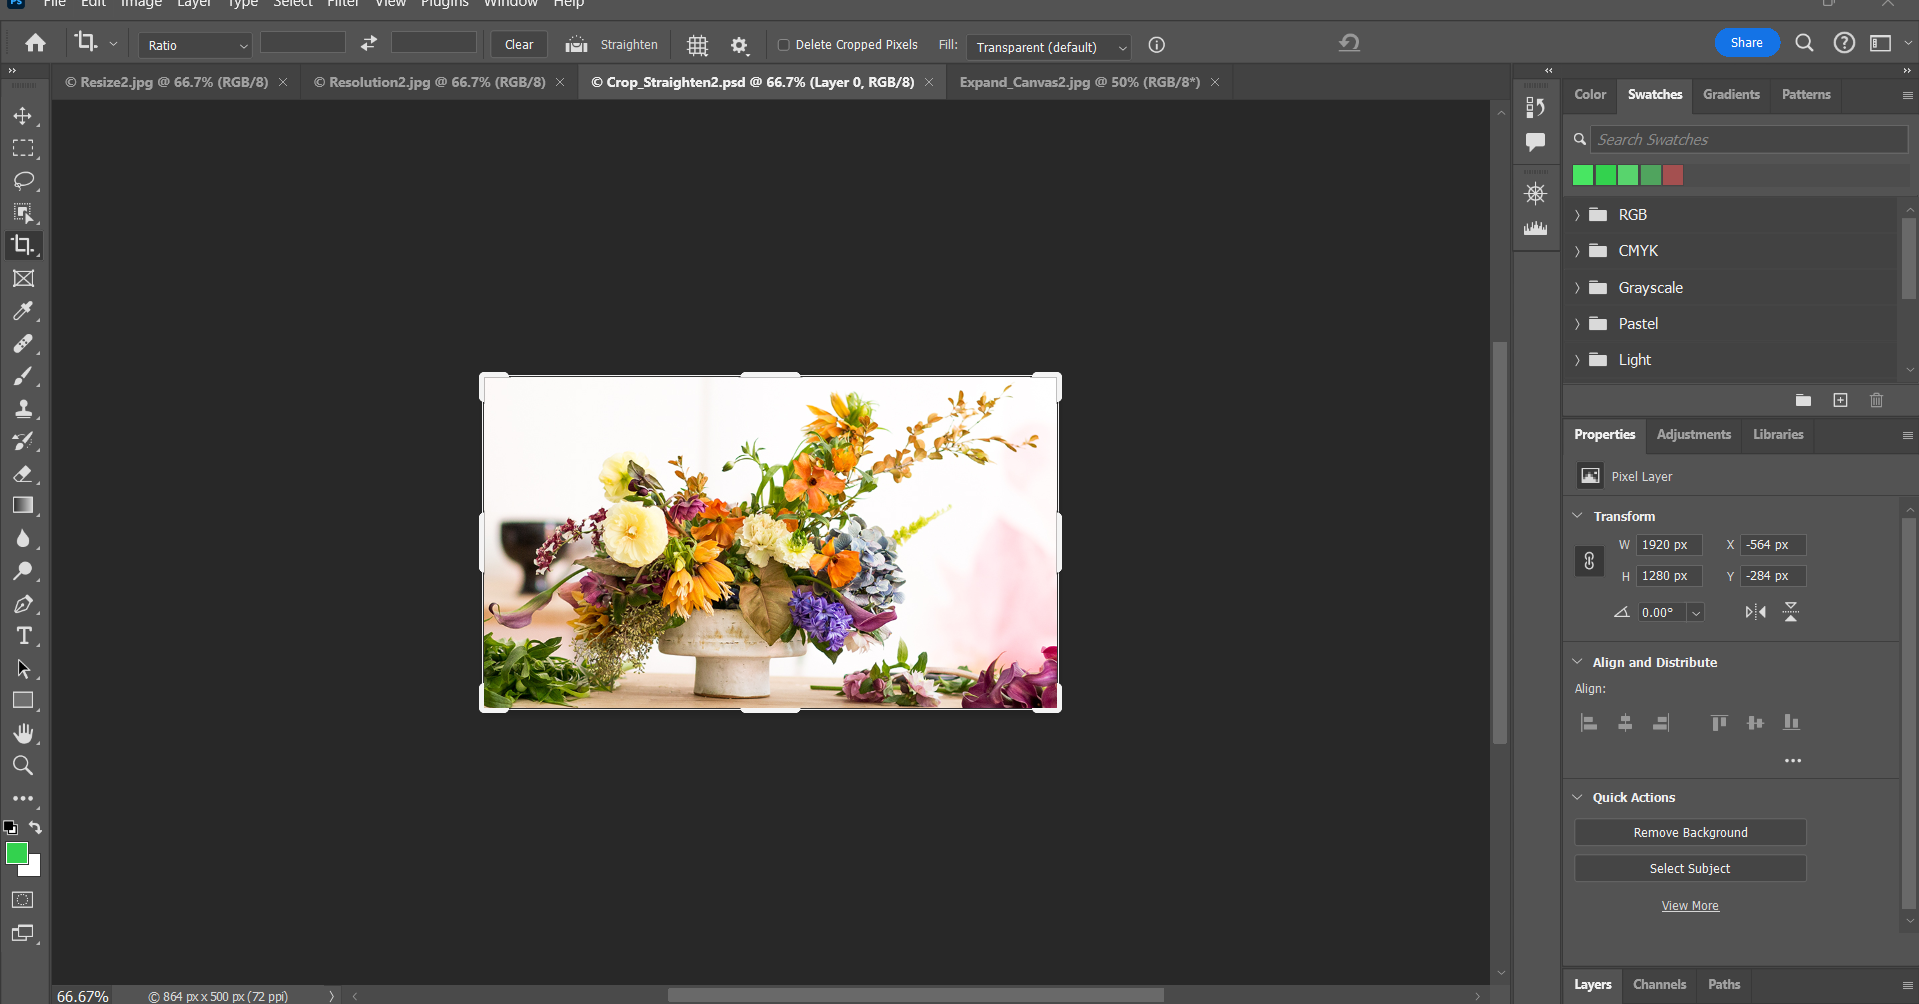 Ps File Edit Image Layer Type Select Filter View Plugins Window Help
Ratio Clear Straighten Delete Cropped Pixels Fill: Transparent (default) Share
© Resize2.jpg @ 66.7% (RGB/8) © Resolution2.jpg @ 66.7% (RGB/8) © Crop_Straighten2.psd @ 66.7% (Layer 0, RGB/8) Expand_Canvas2.jpg @ 50% (RGB/8*)
Color Swatches Gradients Patterns
Search Swatches
RGB
CMYK
Grayscale
Pastel
Light
Properties Adjustments Libraries
Pixel Layer
Transform
W 1920 px X -564 px
H 1280 px Y -284 px
0.00°
Align and Distribute
Align:
Quick Actions
Remove Background
Select Subject
View More
Layers Channels Paths
66.67% © 864 px x 500 px (72 ppi)